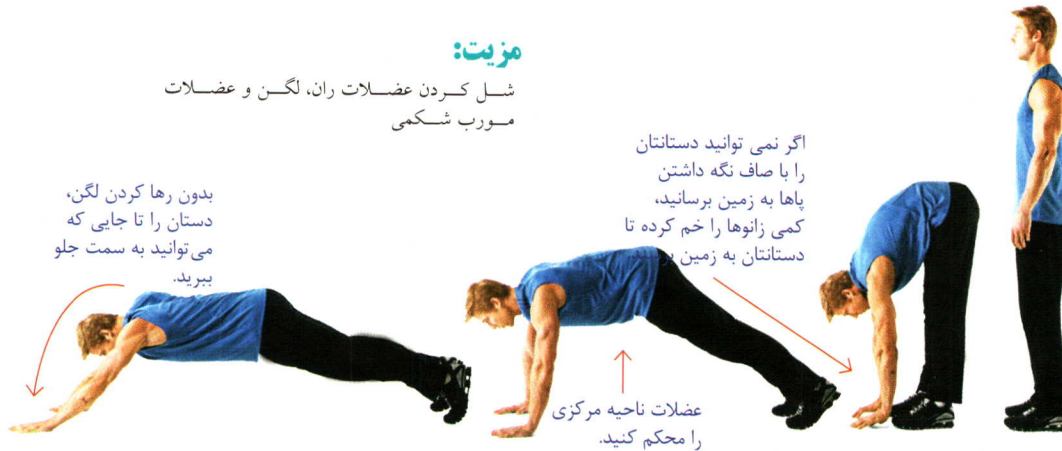 مزیت:
شل کردن عضلات ران، لگن و عضلات
مورب شکمی
اگر نمی توانید دستانتان
را با صاف نگه داشتن
پاها به زمین برسانید،
کمی زانوها را خم کرده تا
دستانتان به زمین برسند.
بدون رها کردن لگن،
دستان را تا جایی که
می‌توانید به سمت جلو
ببرید.
عضلات ناحیه مرکزی
را محکم کنید.